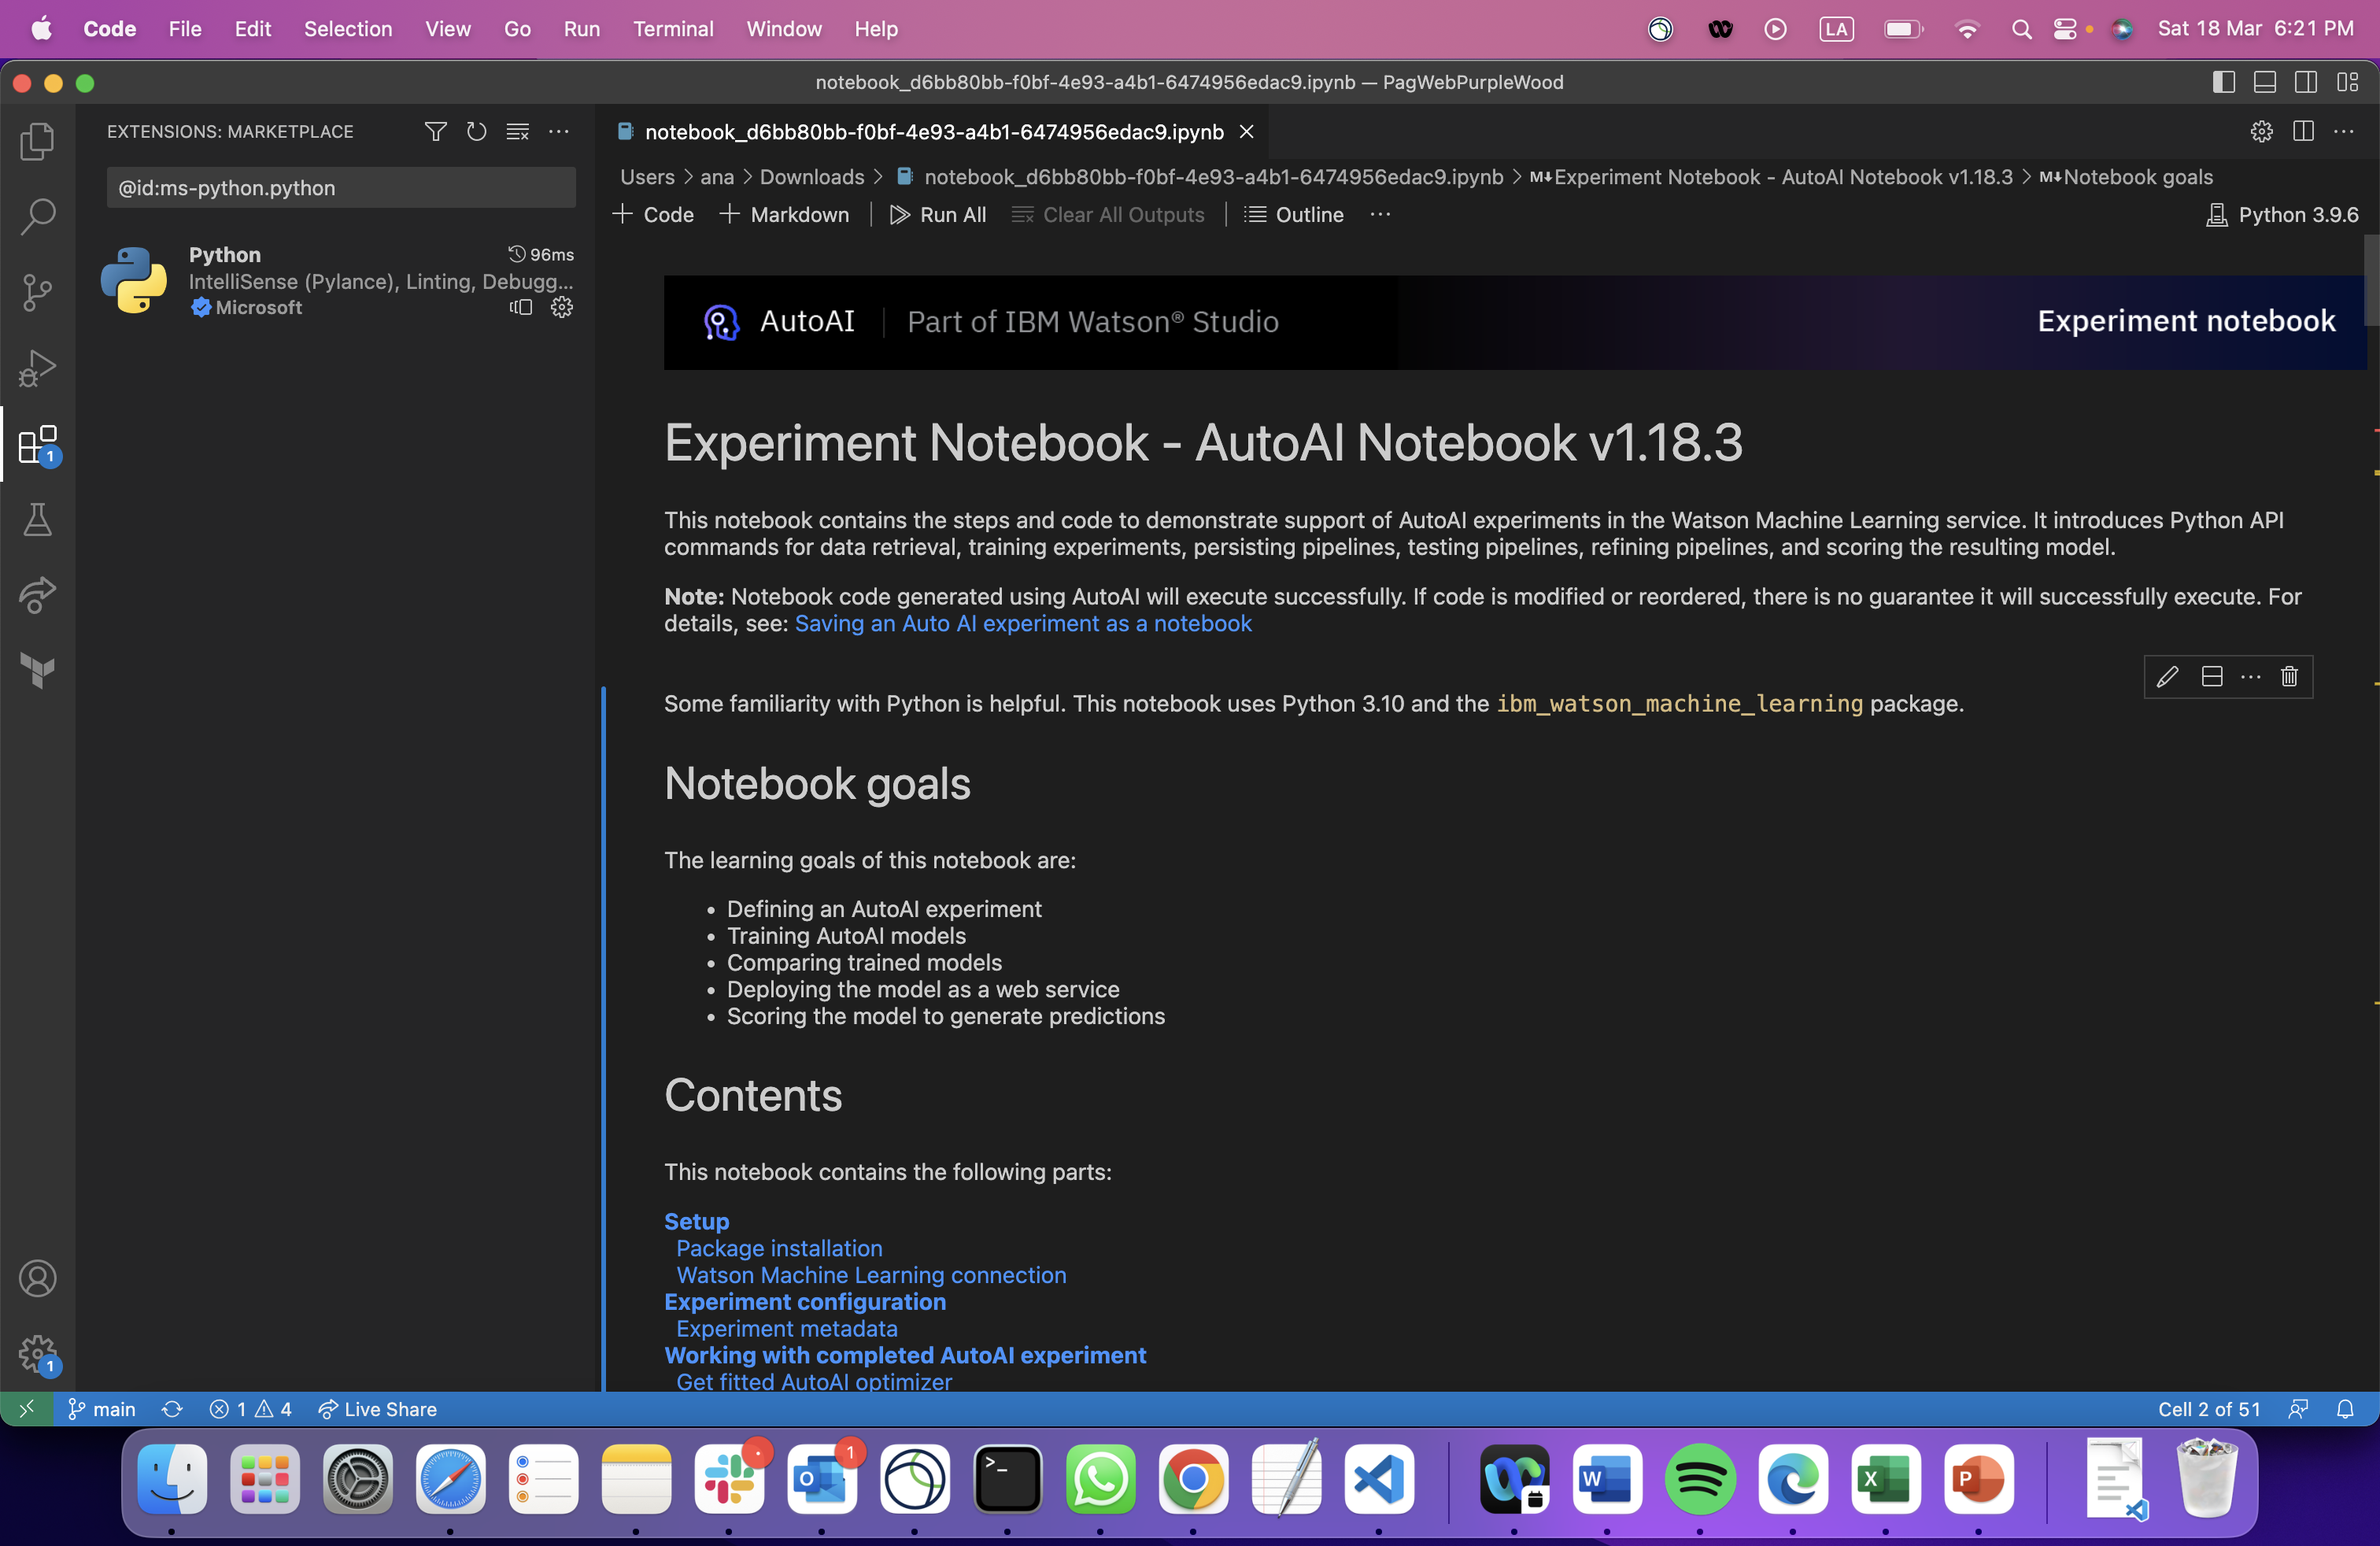 Code File Edit Selection View Go Run Terminal Window Help LA Sat 18 Mar 6:21 PM
notebook_d6bb80bb-f0bf-4e93-a4b1-6474956edac9.ipynb — PagWebPurpleWood
EXTENSIONS: MARKETPLACE
@id:ms-python.python
Python 96ms
IntelliSense (Pylance), Linting, Debugg...
Microsoft
1
1
notebook_d6bb80bb-f0bf-4e93-a4b1-6474956edac9.ipynb
Users > ana > Downloads > notebook_d6bb80bb-f0bf-4e93-a4b1-6474956edac9.ipynb > M↓Experiment Notebook - AutoAI Notebook v1.18.3 > M↓Notebook goals
+ Code + Markdown | Run All Clear All Outputs | Outline ... Python 3.9.6
AutoAI | Part of IBM Watson® Studio Experiment notebook
Experiment Notebook - AutoAI Notebook v1.18.3
This notebook contains the steps and code to demonstrate support of AutoAI experiments in the Watson Machine Learning service. It introduces Python API
commands for data retrieval, training experiments, persisting pipelines, testing pipelines, refining pipelines, and scoring the resulting model.
Note: Notebook code generated using AutoAI will execute successfully. If code is modified or reordered, there is no guarantee it will successfully execute. For
details, see: Saving an Auto AI experiment as a notebook
Some familiarity with Python is helpful. This notebook uses Python 3.10 and the ibm_watson_machine_learning package.
Notebook goals
The learning goals of this notebook are:
• Defining an AutoAI experiment
• Training AutoAI models
• Comparing trained models
• Deploying the model as a web service
• Scoring the model to generate predictions
Contents
This notebook contains the following parts:
Setup
Package installation
Watson Machine Learning connection
Experiment configuration
Experiment metadata
Working with completed AutoAI experiment
Get fitted AutoAI optimizer
main 1 4 Live Share Cell 2 of 51
1
O >_ W X P